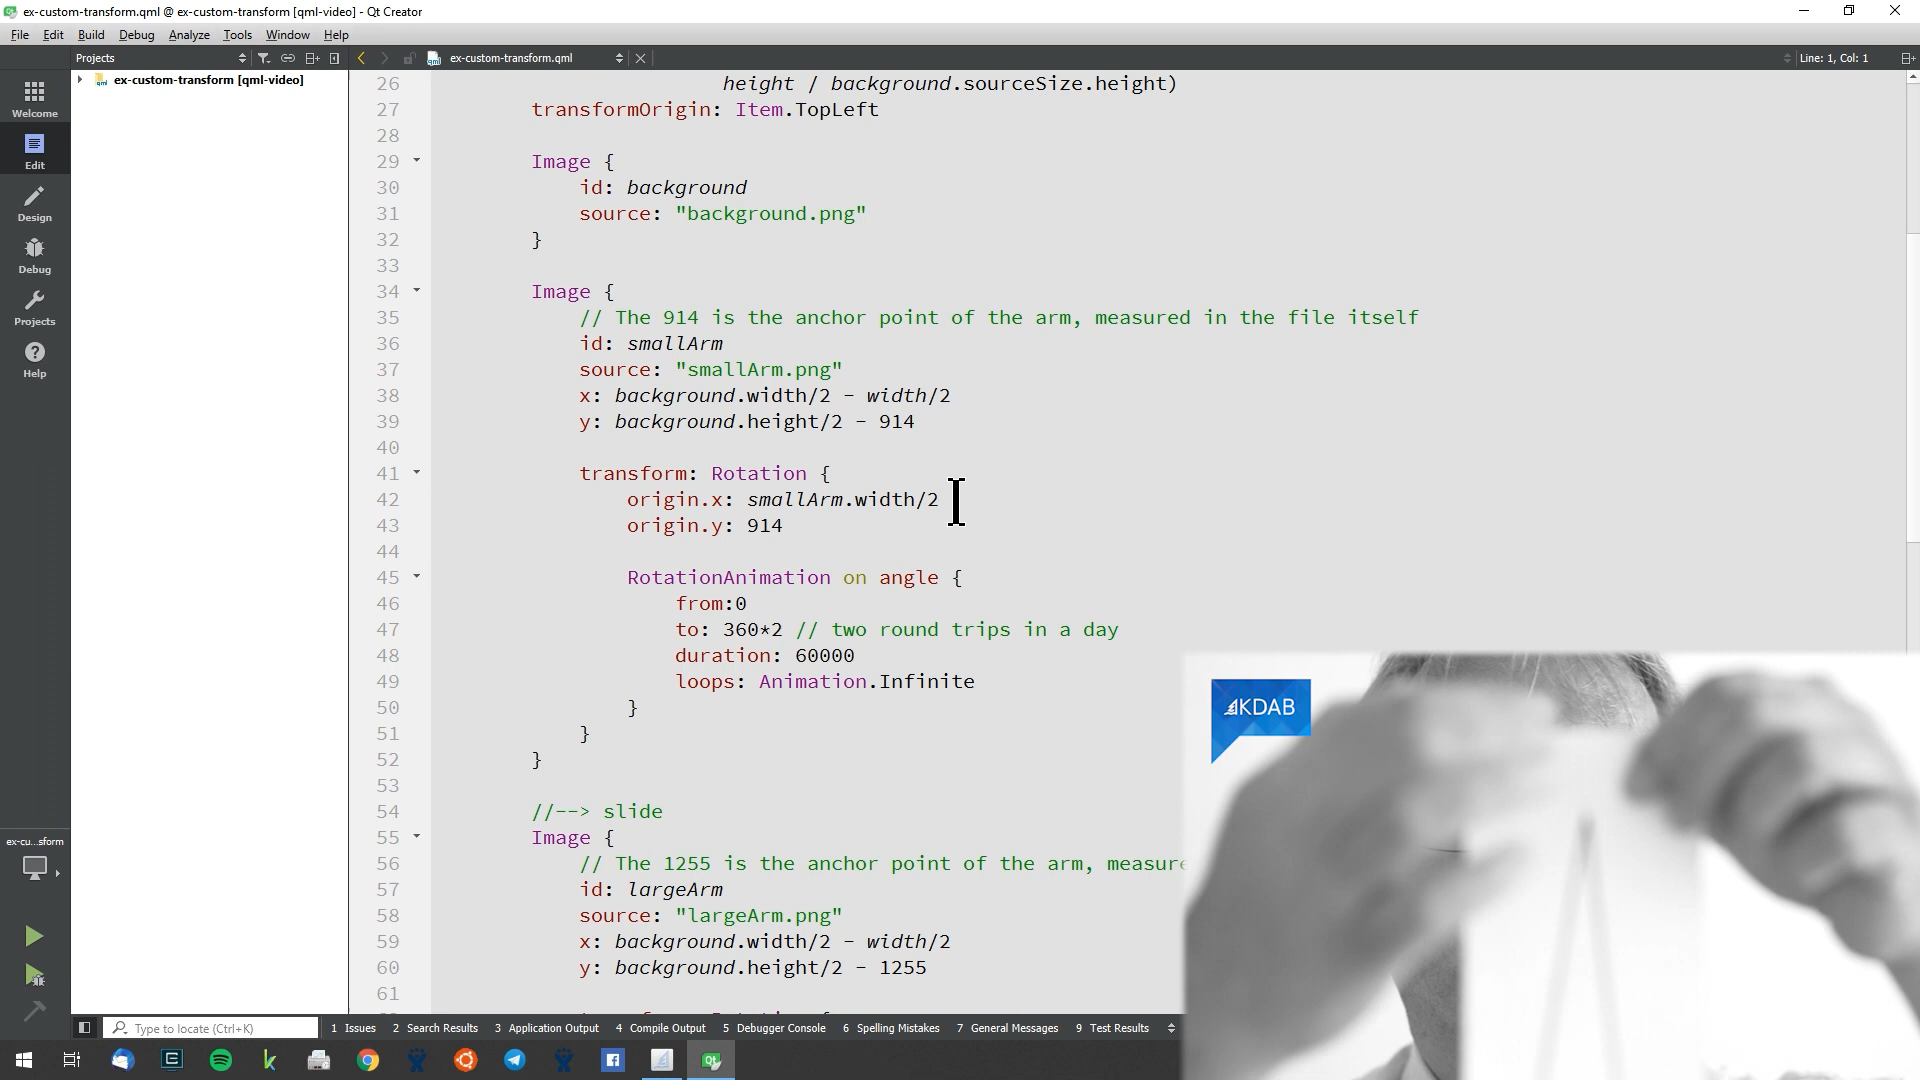 ex-custom-transform.qml @ ex-custom-transform [qml-video] - Qt Creator
File Edit Build Debug Analyze Tools Window Help
Projects
ex-custom-transform.qml
Line: 1, Col: 1
ex-custom-transform [qml-video]
Welcome
Edit
Design
Debug
Projects
Help
ex-cu...sform
26 height / background.sourceSize.height)
27 transformOrigin: Item.TopLeft
28
29 Image {
30 id: background
31 source: "background.png"
32 }
33
34 Image {
35 // The 914 is the anchor point of the arm, measured in the file itself
36 id: smallArm
37 source: "smallArm.png"
38 x: background.width/2 - width/2
39 y: background.height/2 - 914
40
41 transform: Rotation {
42 origin.x: smallArm.width/2
43 origin.y: 914
44
45 RotationAnimation on angle {
46 from:0
47 to: 360*2 // two round trips in a day
48 duration: 60000
49 loops: Animation.Infinite
50 }
51 }
52 }
53
54 //--> slide
55 Image {
56 // The 1255 is the anchor point of the arm, measure
57 id: largeArm
58 source: "largeArm.png"
59 x: background.width/2 - width/2
60 y: background.height/2 - 1255
61
KDAB
Type to locate (Ctrl+K)
1 Issues 2 Search Results 3 Application Output 4 Compile Output 5 Debugger Console 6 Spelling Mistakes 7 General Messages 9 Test Results